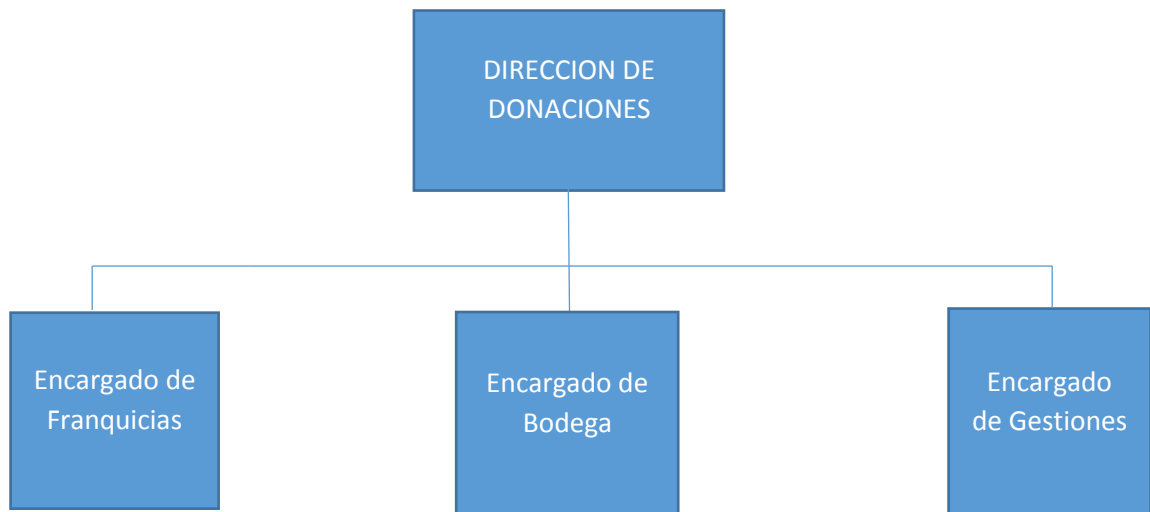 DIRECCION DE
DONACIONES
Encargado de
Franquicias
Encargado de
Bodega
Encargado
de Gestiones